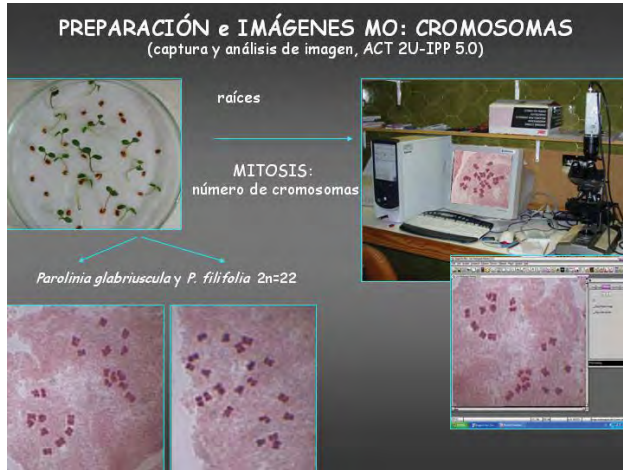 PREPARACIÓN e IMÁGENES MO: CROMOSOMAS
(captura y análisis de imagen, ACT 2U-IPP 5.0)
raíces
MITOSIS:
número de cromosomas
Parolinia glabriuscula y P. filifolia 2n=22